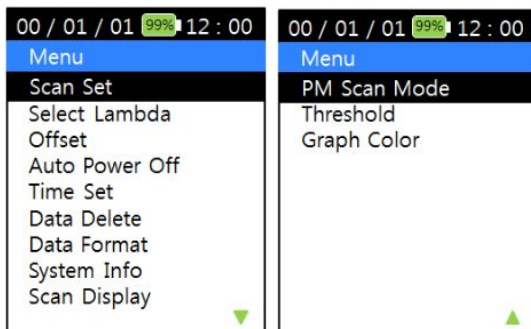 00 / 01 / 01 99% 12 : 00
Menu
Scan Set
Select Lambda
Offset
Auto Power Off
Time Set
Data Delete
Data Format
System Info
Scan Display
00 / 01 / 01 99% 12 : 00
Menu
PM Scan Mode
Threshold
Graph Color